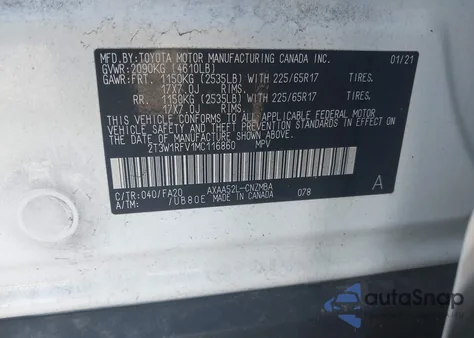 MFD. BY: TOYOTA MOTOR MANUFACTURING CANADA INC. 01/21
GVWR: 2090KG (4610LB)
GAWR: FRT. 1150KG (2535LB) WITH 225/65R17 TIRES
17X7.0J RIMS,
RR. 1150KG (2535LB) WITH 225/65R17 TIRES
17X7.0J RIMS,
THIS VEHICLE CONFORMS TO ALL APPLICABLE FEDERAL MOTOR
VEHICLE SAFETY AND THEFT PREVENTION STANDARDS IN EFFECT ON
THE DATE OF MANUFACTURE SHOWN ABOVE.
2T3W1RFV1MC116860 MPV
C/TR: 040/FA20 AXAA52L-CNZMBA 078 A
A/TM: /UB80E MADE IN CANADA
autoSnap